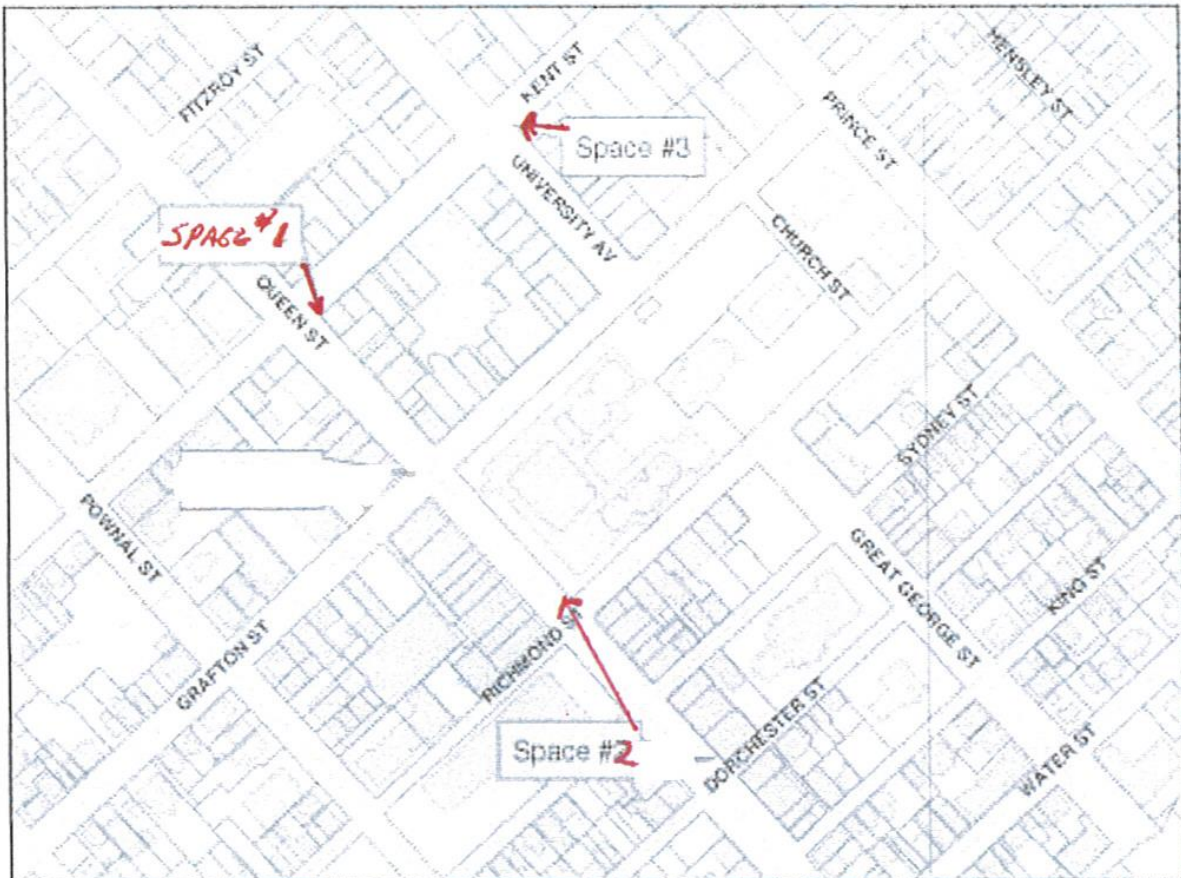 FITZROY ST
KENT ST
HENSLEY ST
PRINCE ST
Space #3
UNIVERSITY AV
SPACE #1
CHURCH ST
QUEEN ST
SYDNEY ST
POWNAL ST
GREAT GEORGE ST
KING ST
GRAFTON ST
RICHMOND ST
Space #2
DORCHESTER ST
WATER ST